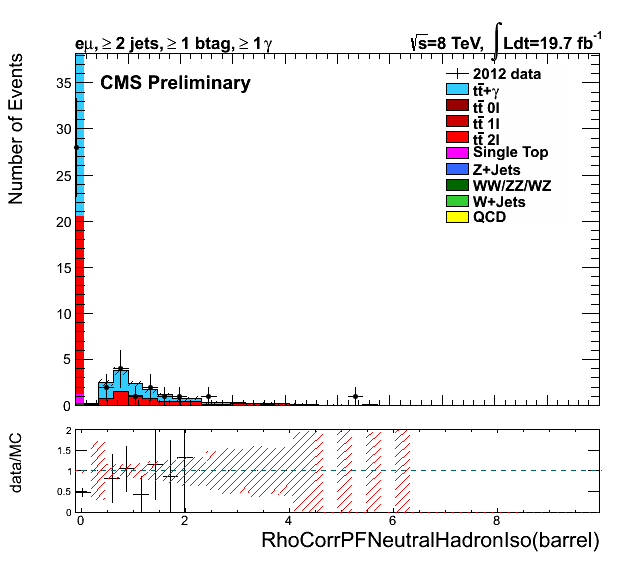 eμ, ≥ 2 jets, ≥ 1 btag, ≥ 1 γ
√s=8 TeV, ∫ Ldt=19.7 fb⁻¹
CMS Preliminary
2012 data
tt̄+γ
tt̄ 0l
tt̄ 1l
tt̄ 2l
Single Top
Z+Jets
WW/ZZ/WZ
W+Jets
QCD
Number of Events
35
30
25
20
15
10
5
0
data/MC
2
1.5
1
0.5
0
0 2 4 6 8
RhoCorrPFNeutralHadronIso(barrel)